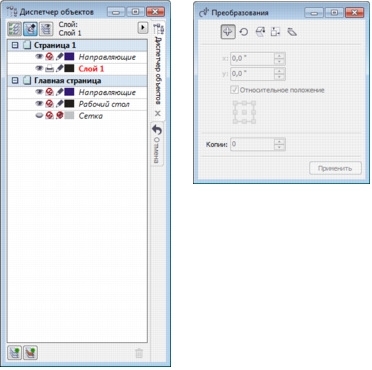 Диспетчер объектов
Слой:
Слой 1
Страница 1
Направляющие
Слой 1
Главная страница
Направляющие
Рабочий стол
Сетка
Диспетчер объектов
Отмена
Преобразования
x: 0,0 "
y: 0,0 "
Относительное положение
Копии: 0
Применить